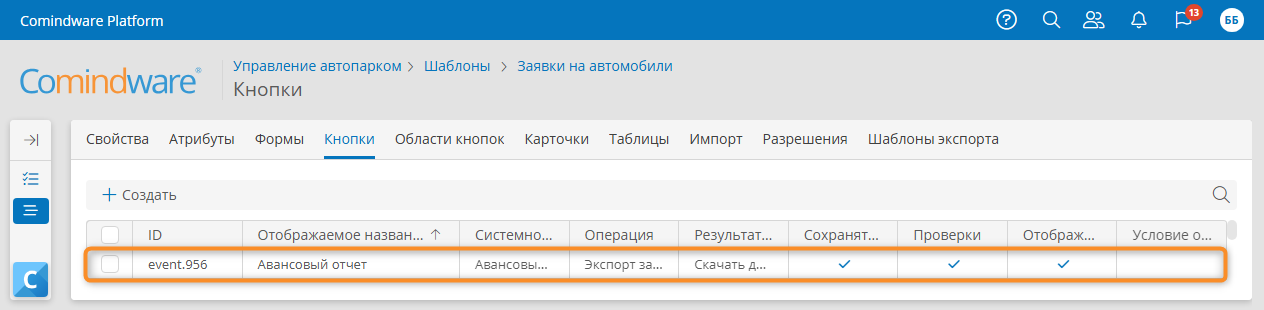 Comindware Platform
13
ББ
Comindware®
Управление автопарком > Шаблоны > Заявки на автомобили
Кнопки
Свойства Атрибуты Формы Кнопки Области кнопок Карточки Таблицы Импорт Разрешения Шаблоны экспорта
+ Создать
ID Отображаемое назван... ↑ Системно... Операция Результат... Сохранят... Проверки Отображ... Условие о...
event.956 Авансовый отчет Авансовы... Экспорт за... Скачать д...
C